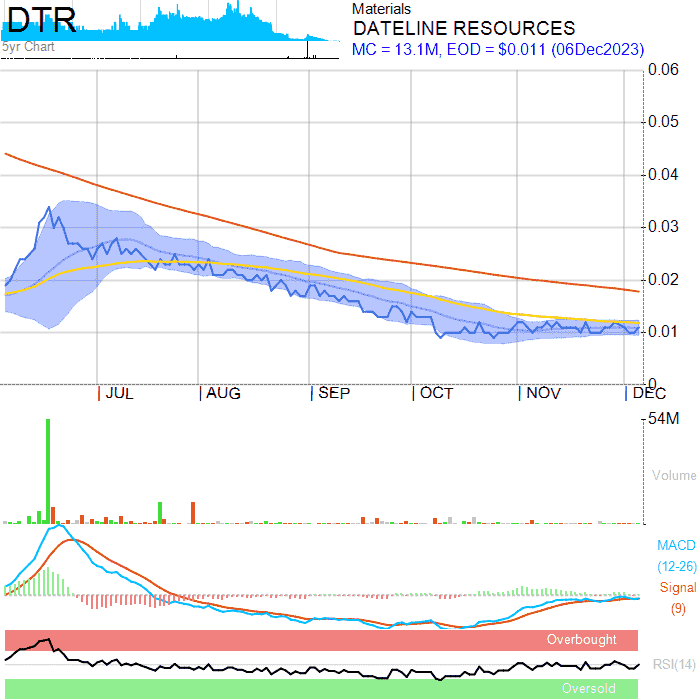 DTR
5yr Chart
Materials
DATELINE RESOURCES
MC = 13.1M, EOD = $0.011 (06Dec2023)
0.06
0.05
0.04
0.03
0.02
0.01
0
JUL AUG SEP OCT NOV DEC
54M
Volume
MACD
(12-26)
Signal
(9)
Overbought
RSI(14)
Oversold